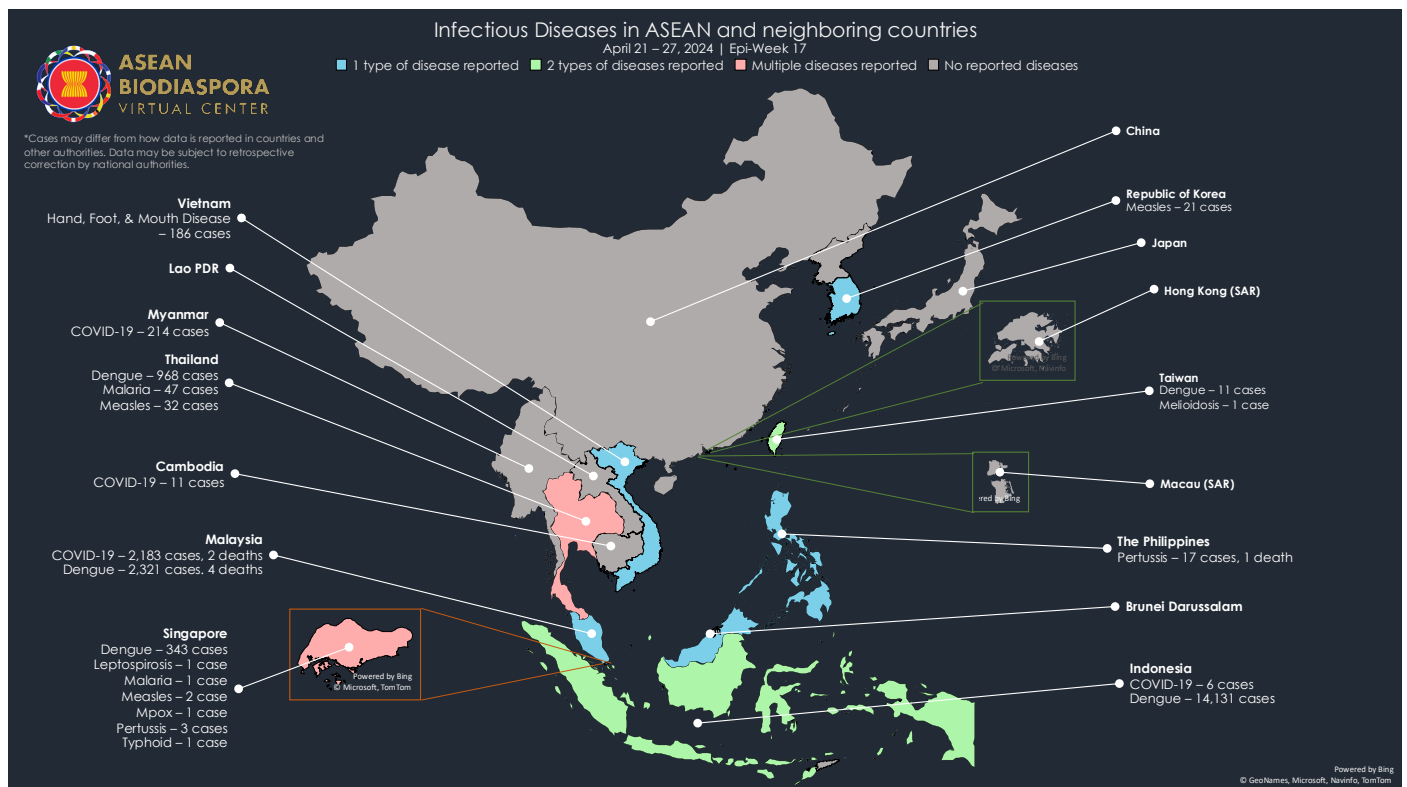 Infectious Diseases in ASEAN and neighboring countries
April 21 – 27, 2024 | Epi-Week 17
1 type of disease reported
2 types of diseases reported
Multiple diseases reported
No reported diseases
ASEAN
BIODIASPORA
VIRTUAL CENTER
*Cases may differ from how data is reported in countries and
other authorities. Data may be subject to retrospective
correction by national authorities.
Vietnam
Hand, Foot, & Mouth Disease
– 186 cases
Lao PDR
Myanmar
COVID-19 – 214 cases
Thailand
Dengue – 968 cases
Malaria – 47 cases
Measles – 32 cases
Cambodia
COVID-19 – 11 cases
Malaysia
COVID-19 – 2,183 cases, 2 deaths
Dengue – 2,321 cases. 4 deaths
Singapore
Dengue – 343 cases
Leptospirosis – 1 case
Malaria – 1 case
Measles – 2 case
Mpox – 1 case
Pertussis – 3 cases
Typhoid – 1 case
Powered by Bing
© Microsoft, TomTom
China
Republic of Korea
Measles – 21 cases
Japan
Hong Kong (SAR)
Powered by Bing
© Microsoft, Navinfo
Taiwan
Dengue – 11 cases
Melioidosis – 1 case
Macau (SAR)
ered by Bing
The Philippines
Pertussis – 17 cases, 1 death
Brunei Darussalam
Indonesia
COVID-19 – 6 cases
Dengue – 14,131 cases
Powered by Bing
© GeoNames, Microsoft, Navinfo, TomTom